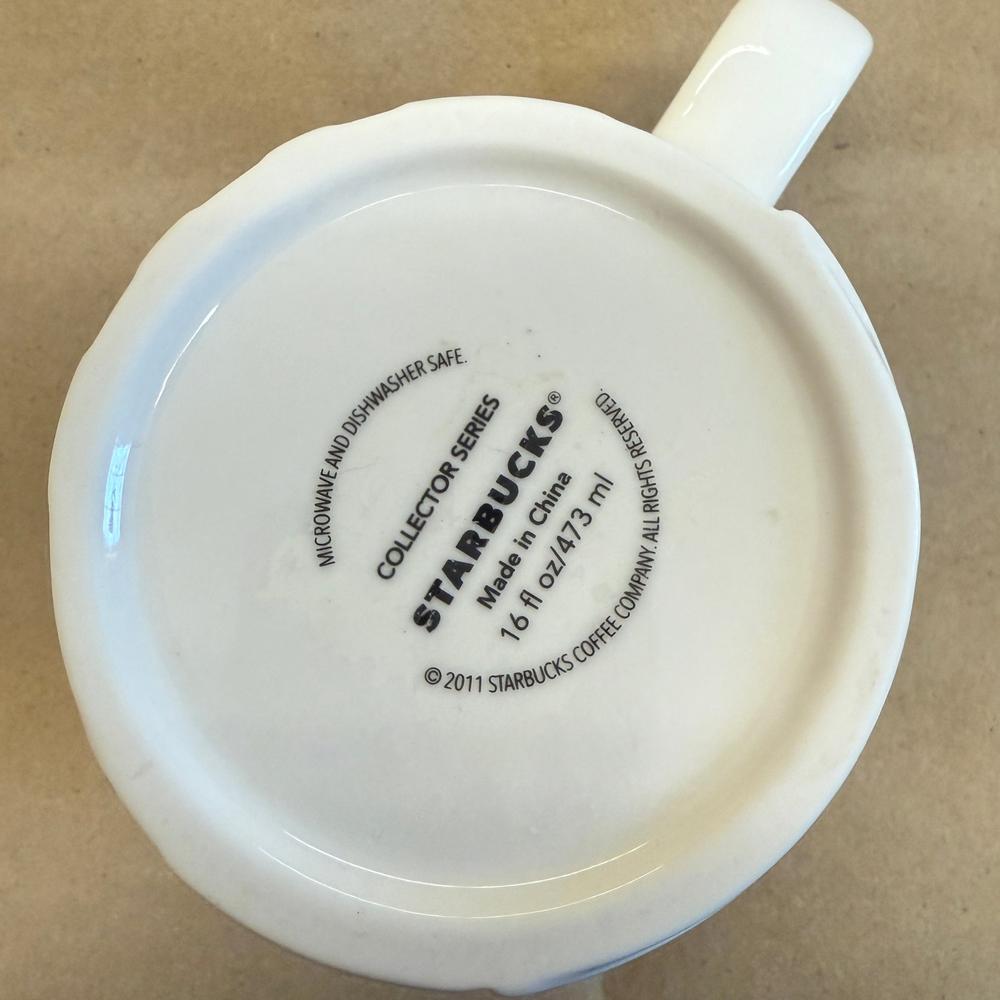 MICROWAVE AND DISHWASHER SAFE.
COLLECTOR SERIES
STARBUCKS®
Made in China
16 fl oz/473 ml
© 2011 STARBUCKS COFFEE COMPANY. ALL RIGHTS RESERVED.